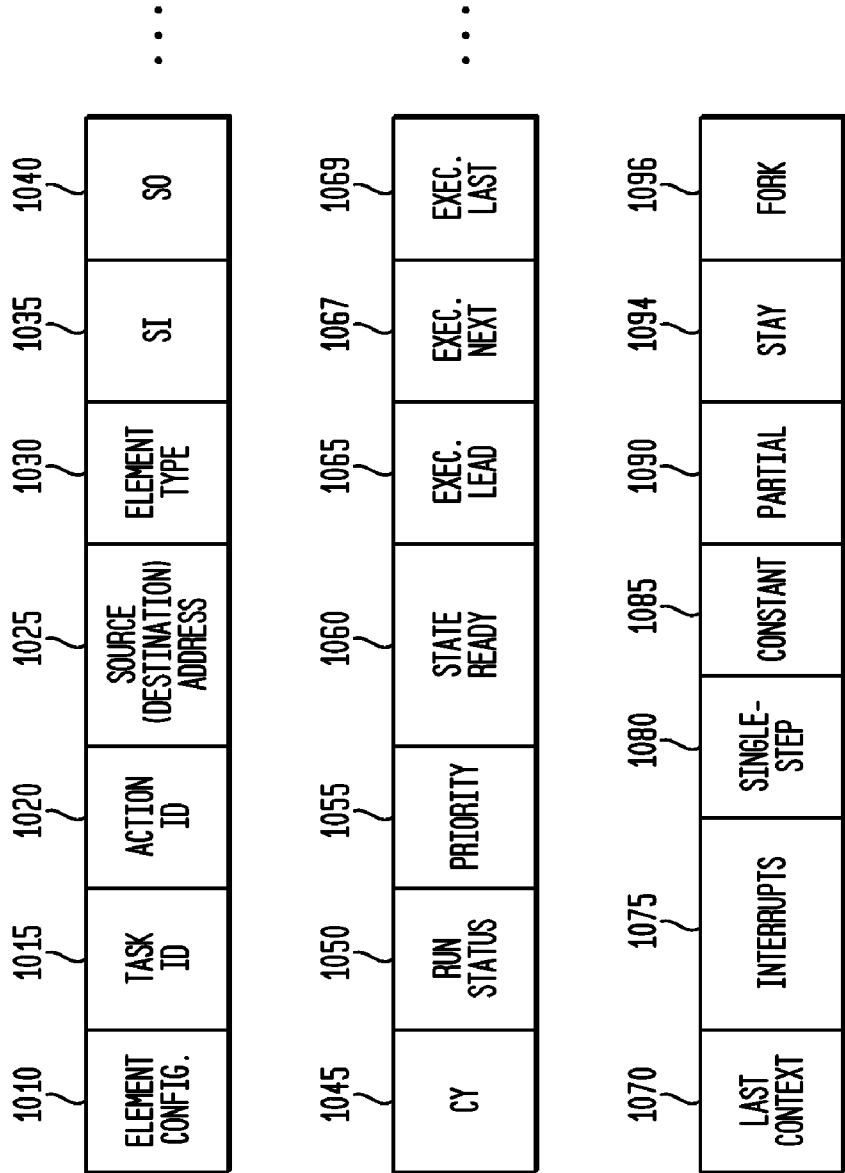 1010 1015 1020 1025 1030 1035 1040
ELEMENT CONFIG.
TASK ID
ACTION ID
SOURCE (DESTINATION) ADDRESS
ELEMENT TYPE
SI
SO
• • •
1045 1050 1055 1060 1065 1067 1069
CY
RUN STATUS
PRIORITY
STATE READY
EXEC. LEAD
EXEC. NEXT
EXEC. LAST
• • •
1070 1075 1080 1085 1090 1094 1096
LAST CONTEXT
INTERRUPTS
SINGLE-STEP
CONSTANT
PARTIAL
STAY
FORK